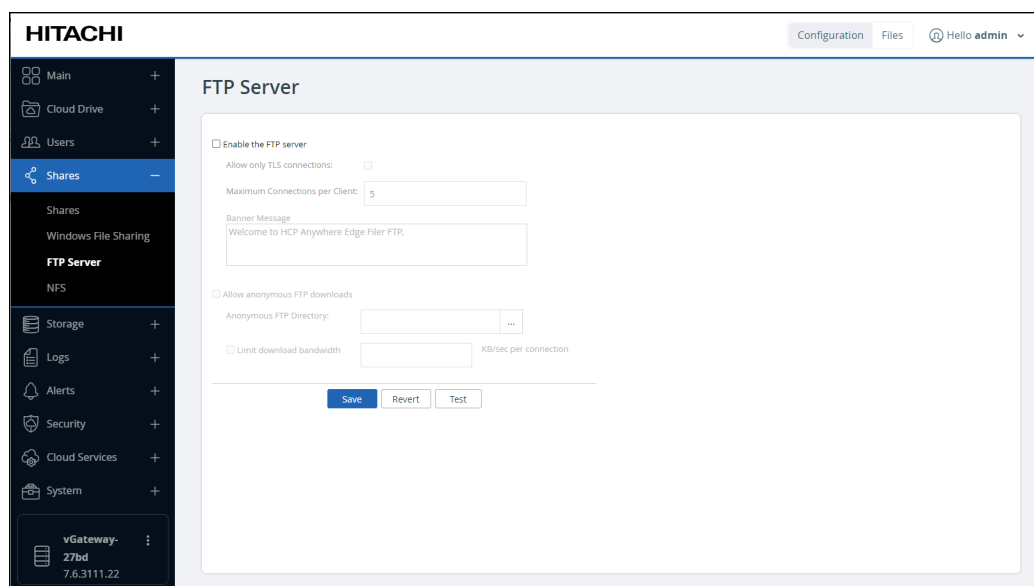 HITACHI
Configuration Files Hello admin
Main
Cloud Drive
Users
Shares
Shares
Windows File Sharing
FTP Server
NFS
Storage
Logs
Alerts
Security
Cloud Services
System
vGateway-
27bd
7.6.3111.22
FTP Server
Enable the FTP server
Allow only TLS connections:
Maximum Connections per Client: 5
Banner Message
Welcome to HCP Anywhere Edge Filer FTP.
Allow anonymous FTP downloads
Anonymous FTP Directory: ...
Limit download bandwidth KB/sec per connection
Save Revert Test